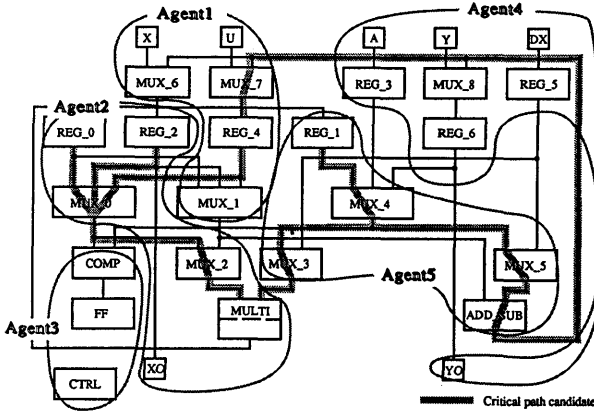 Agent1
Agent4
X
U
A
Y
DX
MUX_6
MUX_7
REG_3
MUX_8
REG_5
Agent2
REG_0
REG_2
REG_4
REG_1
REG_6
MUX_0
MUX_1
MUX_4
COMP
MUX_2
MUX_3
MUX_5
Agent5
FF
MULTI
ADD_SUB
Agent3
CTRL
XO
YO
Critical path candidate